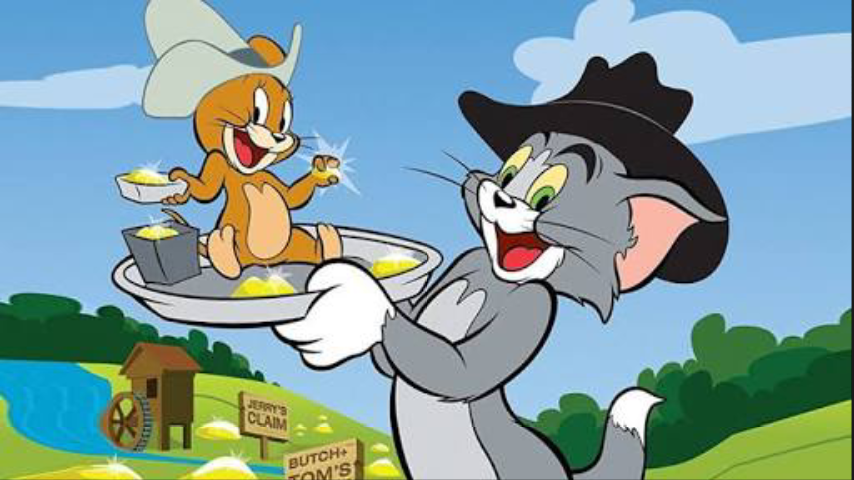 JERRY'S
CLAIM
BUTCH+
TOM'S